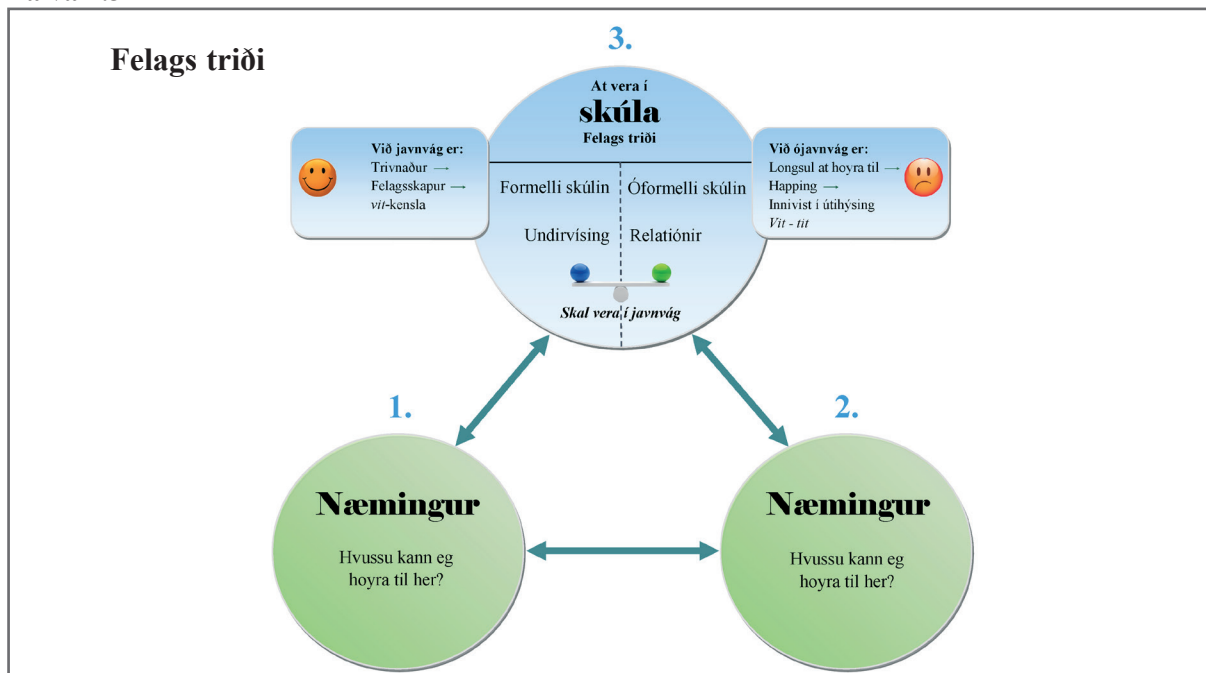 Felags triði
3.
At vera í
skúla
Felags triði
Við javnvág er:
Trivnaður →
Felagsskapur →
vit-kensla
Formelli skúlin
Óformelli skúlin
Undirvísing
Relatiónir
Skal vera í javnvág
Við ójavnvág er:
Longsul at hoyra til →
Happing →
Innivist í útihýsing
Vit - tit
1.
Næmingur
Hvussu kann eg
hoyra til her?
2.
Næmingur
Hvussu kann eg
hoyra til her?